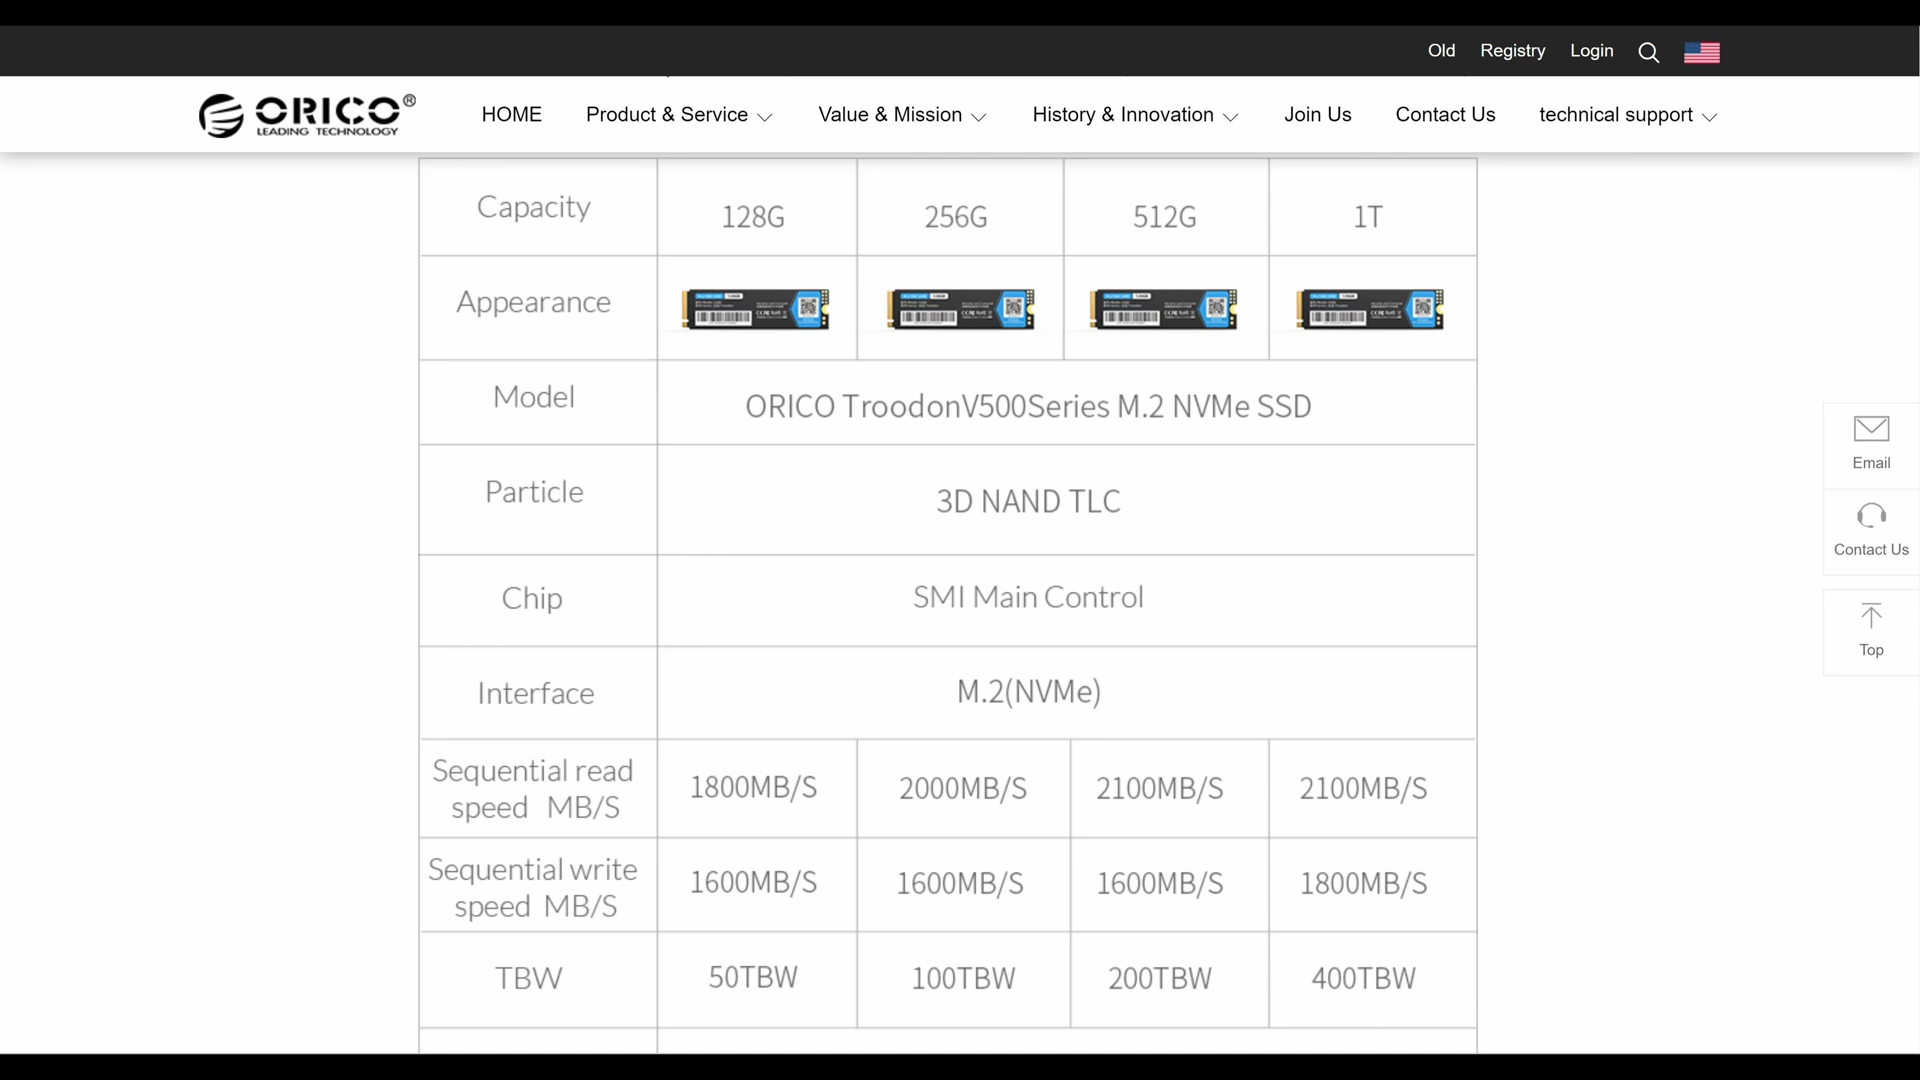 Old Registry Login
ORICO®
LEADING TECHNOLOGY
HOME Product & Service Value & Mission History & Innovation Join Us Contact Us technical support
Capacity 128G 256G 512G 1T
Appearance
Model ORICO TroodonV500Series M.2 NVMe SSD
Particle 3D NAND TLC
Chip SMI Main Control
Interface M.2(NVMe)
Sequential read
speed MB/S 1800MB/S 2000MB/S 2100MB/S 2100MB/S
Sequential write
speed MB/S 1600MB/S 1600MB/S 1600MB/S 1800MB/S
TBW 50TBW 100TBW 200TBW 400TBW
Email
Contact Us
Top